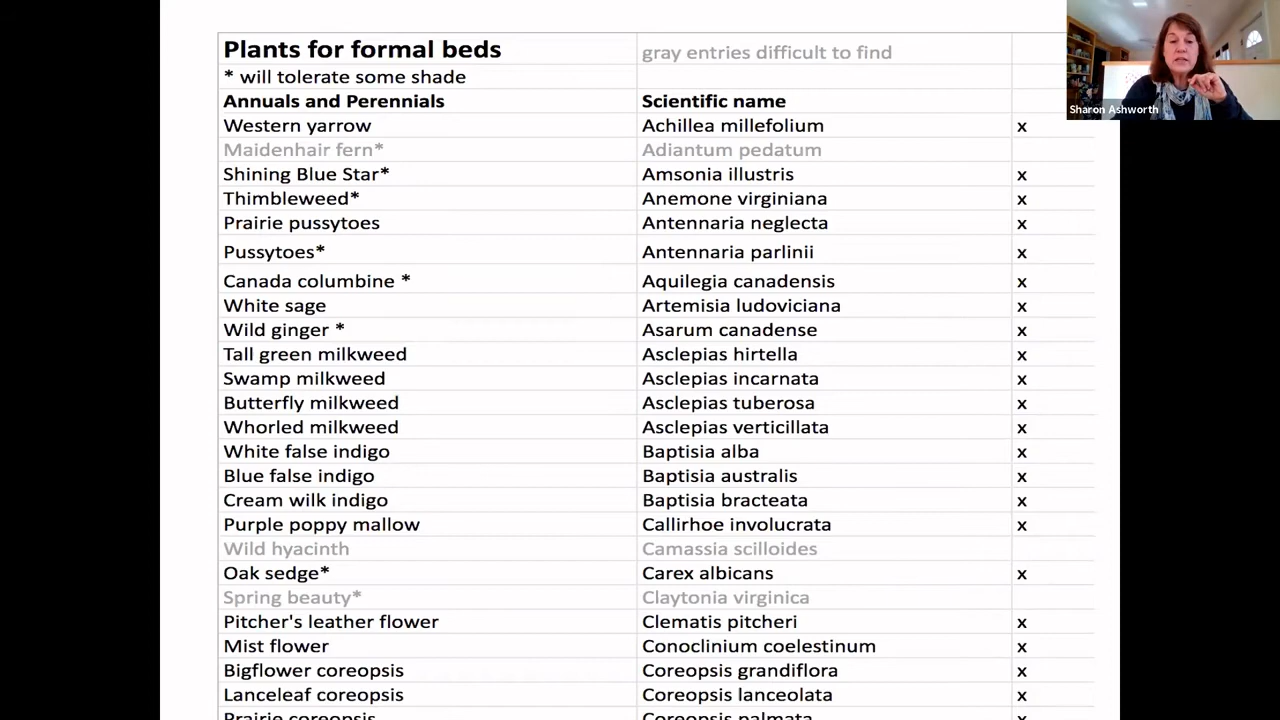 Plants for formal beds gray entries difficult to find
* will tolerate some shade
Annuals and Perennials Scientific name
Western yarrow Achillea millefolium x
Maidenhair fern* Adiantum pedatum
Shining Blue Star* Amsonia illustris x
Thimbleweed* Anemone virginiana x
Prairie pussytoes Antennaria neglecta x
Pussytoes* Antennaria parlinii x
Canada columbine * Aquilegia canadensis x
White sage Artemisia ludoviciana x
Wild ginger * Asarum canadense x
Tall green milkweed Asclepias hirtella x
Swamp milkweed Asclepias incarnata x
Butterfly milkweed Asclepias tuberosa x
Whorled milkweed Asclepias verticillata x
White false indigo Baptisia alba x
Blue false indigo Baptisia australis x
Cream wilk indigo Baptisia bracteata x
Purple poppy mallow Callirhoe involucrata x
Wild hyacinth Camassia scilloides
Oak sedge* Carex albicans x
Spring beauty* Claytonia virginica
Pitcher's leather flower Clematis pitcheri x
Mist flower Conoclinium coelestinum x
Bigflower coreopsis Coreopsis grandiflora x
Lanceleaf coreopsis Coreopsis lanceolata x
Prairie coreopsis Coreopsis palmata x
Sharon Ashworth